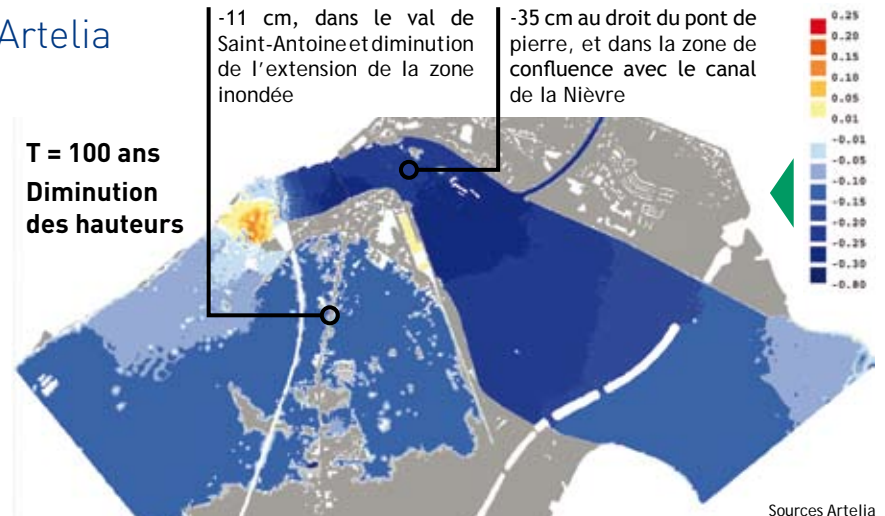 Artelia
-11 cm, dans le val de
Saint-Antoine et diminution
de l'extension de la zone
inondée
-35 cm au droit du pont de
pierre, et dans la zone de
confluence avec le canal
de la Nièvre
T = 100 ans
Diminution
des hauteurs
0.25
0.20
0.15
0.10
0.05
0.01
-0.01
-0.05
-0.10
-0.15
-0.20
-0.25
-0.30
-0.80
Sources Artelia